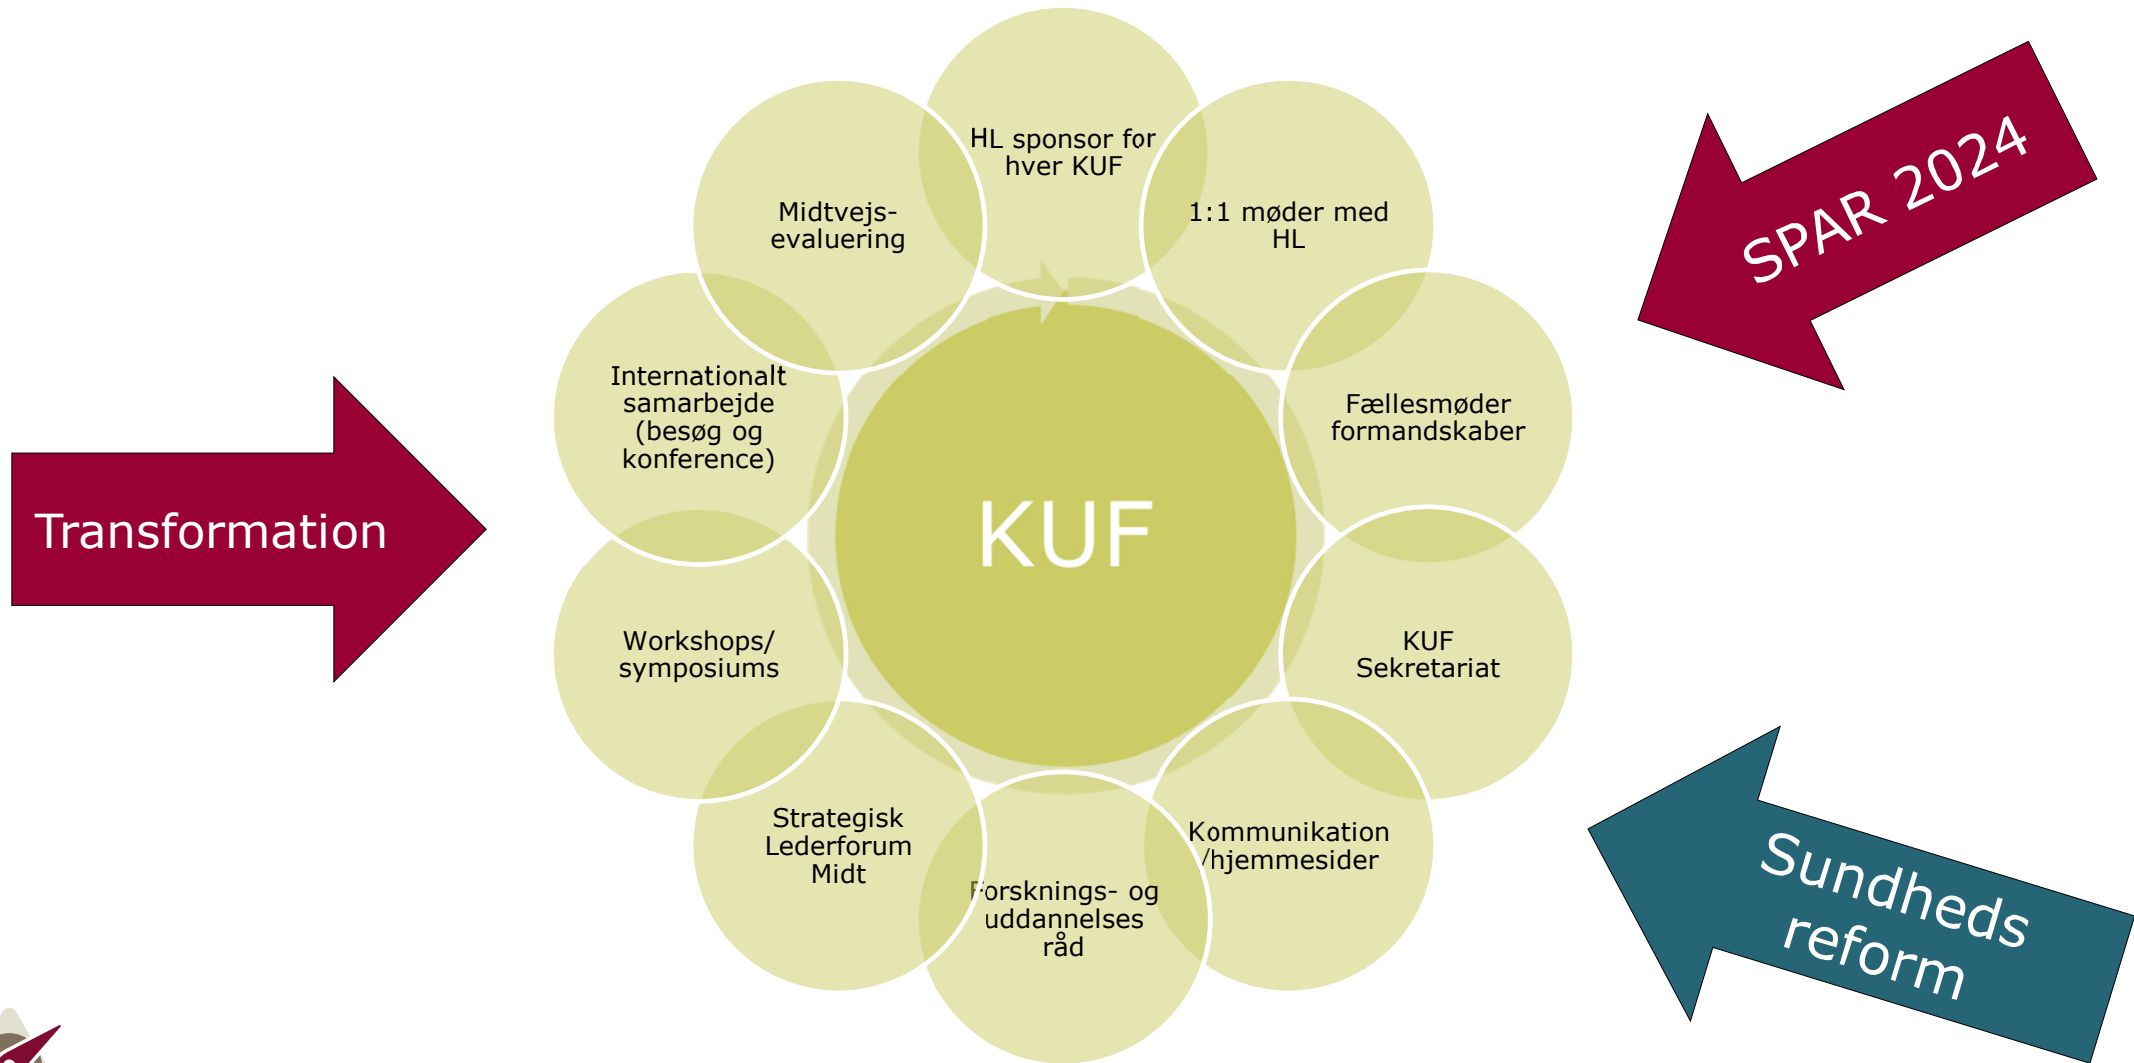 HL sponsor for
hver KUF
1:1 møder med
HL
Fællesmøder
formandskaber
KUF
Sekretariat
Kommunikation
/hjemmesider
Forsknings- og
uddannelses
råd
Strategisk
Lederforum
Midt
Workshops/
symposiums
Internationalt
samarbejde
(besøg og
konference)
Midtvejs-
evaluering
KUF
Transformation
SPAR 2024
Sundheds
reform